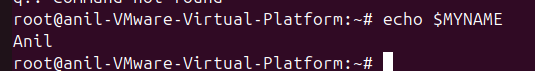 q:: command not found
root@anil-VMware-Virtual-Platform:~# echo $MYNAME
Anil
root@anil-VMware-Virtual-Platform:~#